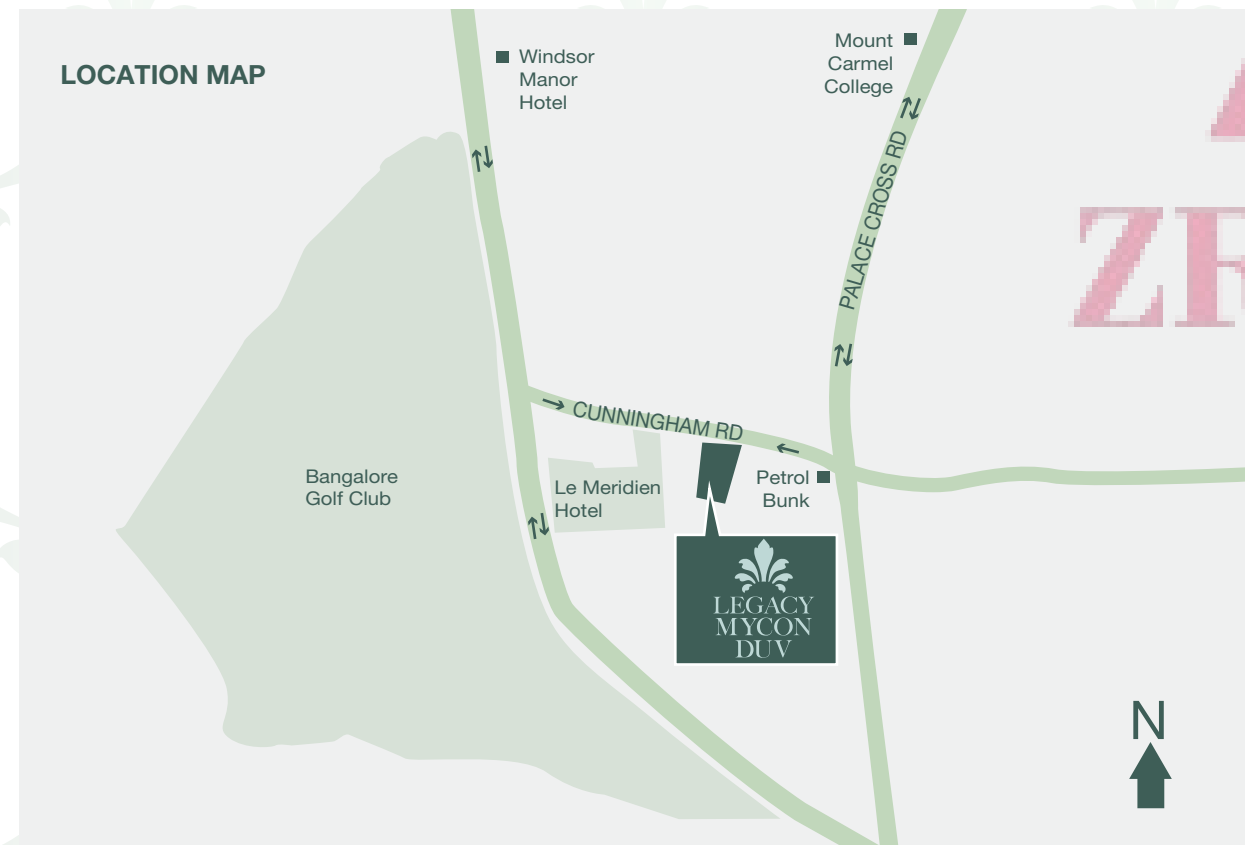 LOCATION MAP
Windsor
Manor
Hotel
Mount
Carmel
College
PALACE CROSS RD
CUNNINGHAM RD
Bangalore
Golf Club
Le Meridien
Hotel
Petrol
Bunk
LEGACY
MYCON
DUV
N